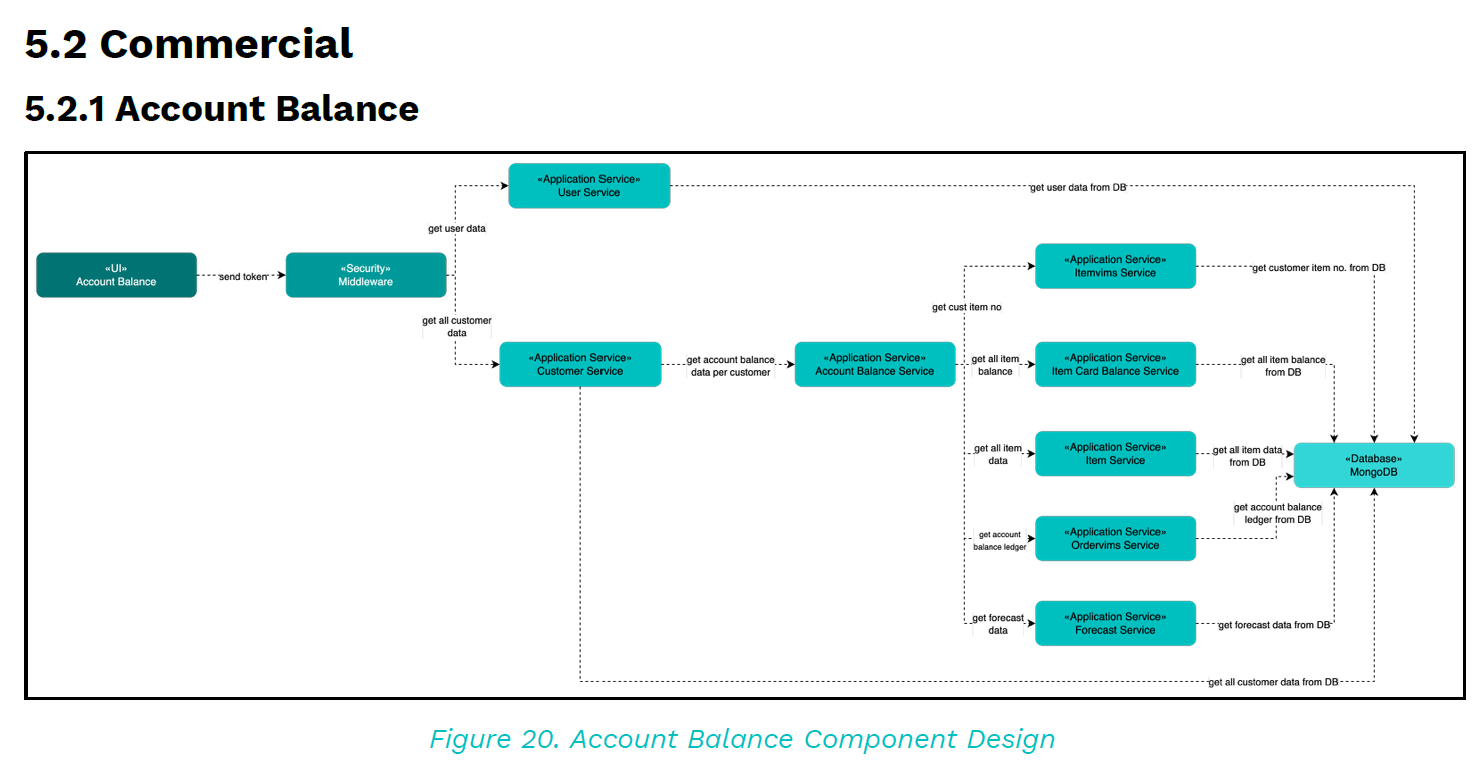 5.2 Commercial
5.2.1 Account Balance
«Application Service»
User Service
get user data from DB
get user data
«UI»
Account Balance
send token
«Security»
Middleware
get all customer
data
«Application Service»
Customer Service
get account balance
data per customer
«Application Service»
Account Balance Service
get cust item no
«Application Service»
Itemvims Service
get customer item no. from DB
get all item
balance
«Application Service»
Item Card Balance Service
get all item balance
from DB
get all item
data
«Application Service»
Item Service
get all item data
from DB
«Database»
MongoDB
get account
balance ledger
«Application Service»
Ordervims Service
get account balance
ledger from DB
get forecast
data
«Application Service»
Forecast Service
get forecast data from DB
get all customer data from DB
Figure 20. Account Balance Component Design